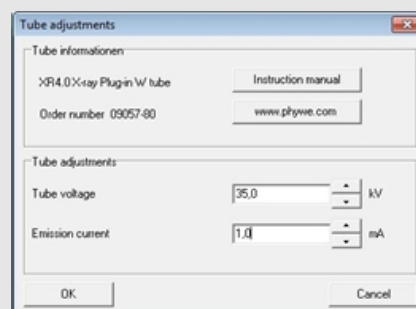 Tube adjustments
Tube informationen
XR4.0 X-ray Plug-in W tube
Instruction manual
Order number 09057-80
www.phywe.com
Tube adjustments
Tube voltage 35,0 kV
Emission current 1,0 mA
OK Cancel